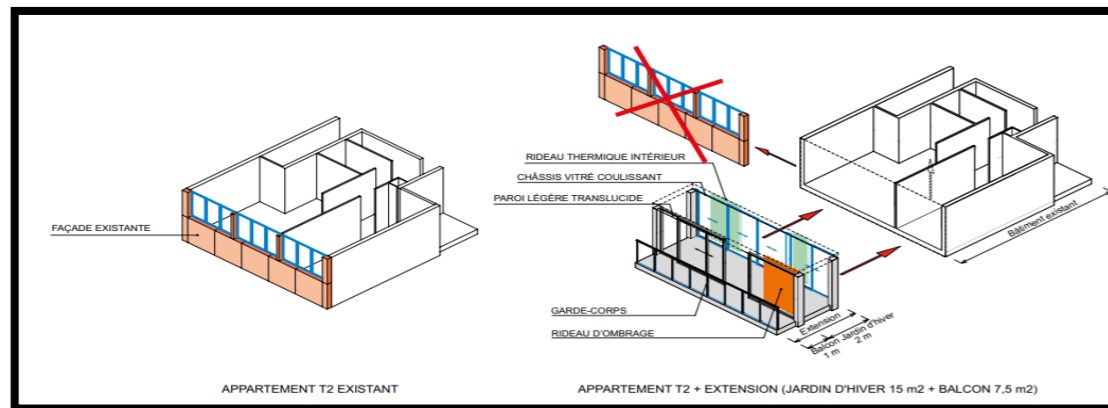 FAÇADE EXISTANTE
APPARTEMENT T2 EXISTANT
RIDEAU THERMIQUE INTÉRIEUR
CHÂSSIS VITRÉ COULISSANT
PAROI LÉGÈRE TRANSLUCIDE
GARDE-CORPS
RIDEAU D'OMBRAGE
Bâtiment existant
Extension
Balcon Jardin d'hiver
1 m 2 m
APPARTEMENT T2 + EXTENSION (JARDIN D'HIVER 15 m2 + BALCON 7,5 m2)